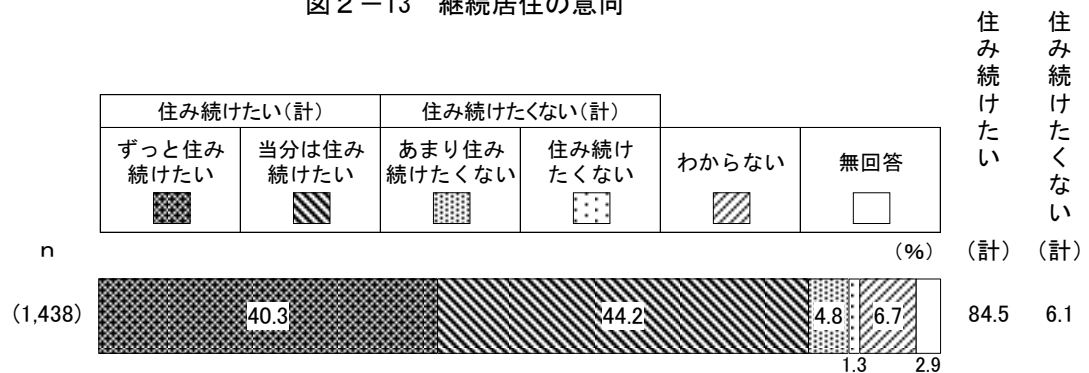 図２－13　継続居住の意向
住み続けたい
住み続けたくない
住み続けたい（計）
住み続けたくない（計）
ずっと住み
続けたい
当分は住み
続けたい
あまり住み
続けたくない
住み続け
たくない
わからない
無回答
n
（％）
（計）
（計）
(1,438)
40.3
44.2
4.8
1.3
6.7
2.9
84.5
6.1